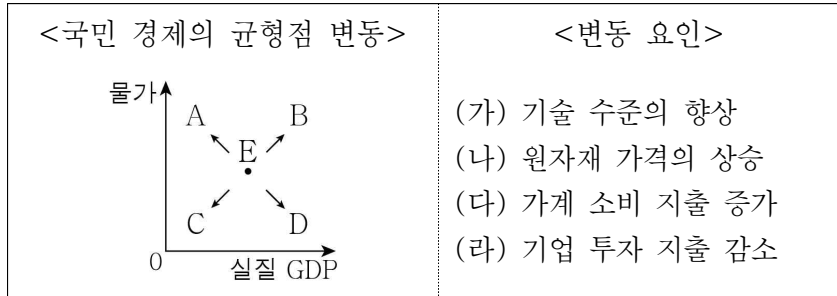 <국민 경제의 균형점 변동>
물가
A
B
E
C
D
0
실질 GDP
<변동 요인>
(가) 기술 수준의 향상
(나) 원자재 가격의 상승
(다) 가계 소비 지출 증가
(라) 기업 투자 지출 감소